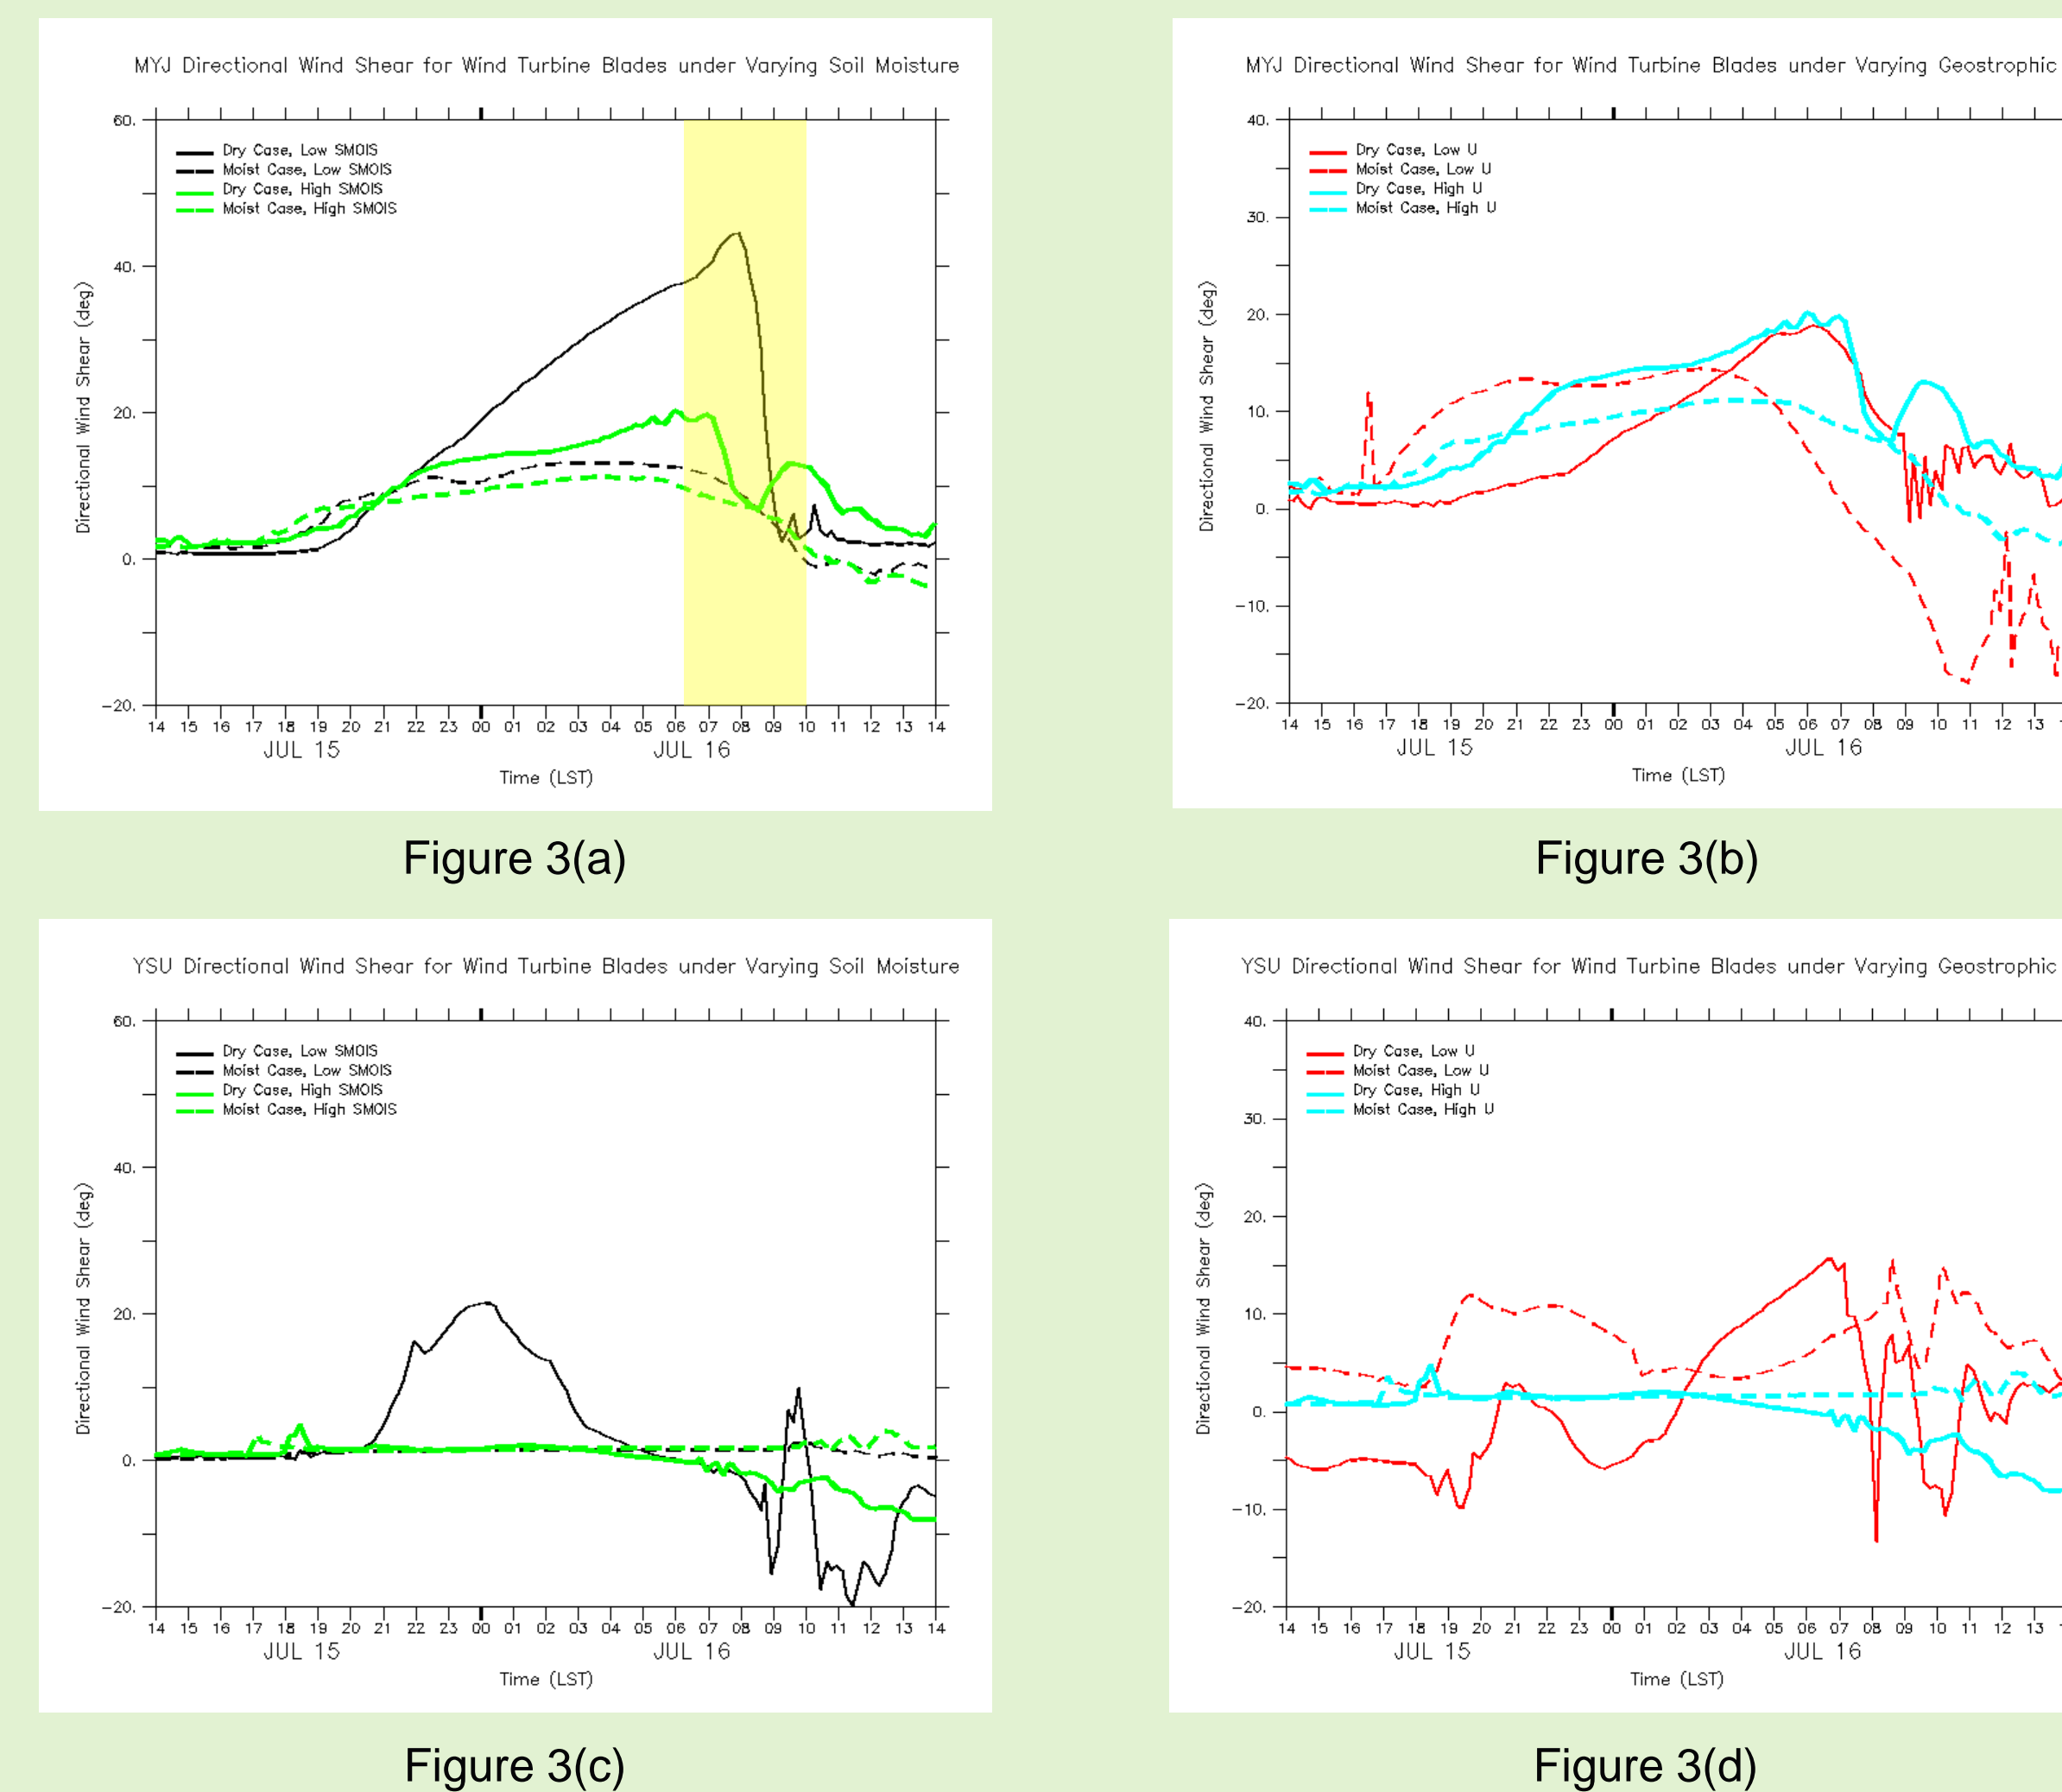 MYJ Directional Wind Shear for Wind Turbine Blades under Varying Soil Moisture
60.
40.
20.
0.
-20.
Directional Wind Shear (deg)
Dry Case, Low SMOIS
Moist Case, Low SMOIS
Dry Case, High SMOIS
Moist Case, High SMOIS
14 15 16 17 18 19 20 21 22 23 00 01 02 03 04 05 06 07 08 09 10 11 12 13 14
JUL 15 JUL 16
Time (LST)
Figure 3(a)
MYJ Directional Wind Shear for Wind Turbine Blades under Varying Geostrophic
40.
30.
20.
10.
0.
-10.
-20.
Directional Wind Shear (deg)
Dry Case, Low U
Moist Case, Low U
Dry Case, High U
Moist Case, High U
14 15 16 17 18 19 20 21 22 23 00 01 02 03 04 05 06 07 08 09 10 11 12 13
JUL 15 JUL 16
Time (LST)
Figure 3(b)
YSU Directional Wind Shear for Wind Turbine Blades under Varying Soil Moisture
60.
40.
20.
0.
-20.
Directional Wind Shear (deg)
Dry Case, Low SMOIS
Moist Case, Low SMOIS
Dry Case, High SMOIS
Moist Case, High SMOIS
14 15 16 17 18 19 20 21 22 23 00 01 02 03 04 05 06 07 08 09 10 11 12 13 14
JUL 15 JUL 16
Time (LST)
Figure 3(c)
YSU Directional Wind Shear for Wind Turbine Blades under Varying Geostrophic
40.
30.
20.
10.
0.
-10.
-20.
Directional Wind Shear (deg)
Dry Case, Low U
Moist Case, Low U
Dry Case, High U
Moist Case, High U
14 15 16 17 18 19 20 21 22 23 00 01 02 03 04 05 06 07 08 09 10 11 12 13
JUL 15 JUL 16
Time (LST)
Figure 3(d)